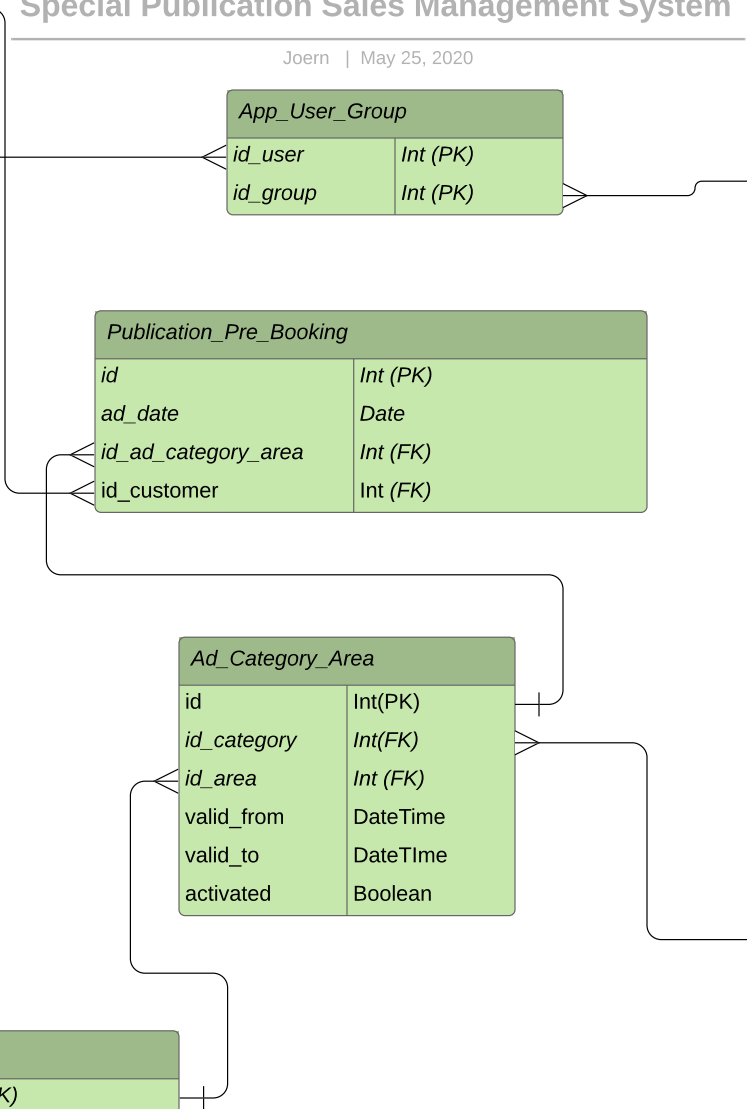 Special Publication Sales Management System
Joern | May 25, 2020
App_User_Group
id_user Int (PK)
id_group Int (PK)
Publication_Pre_Booking
id Int (PK)
ad_date Date
id_ad_category_area Int (FK)
id_customer Int (FK)
Ad_Category_Area
id Int(PK)
id_category Int(FK)
id_area Int (FK)
valid_from DateTime
valid_to DateTIme
activated Boolean
K)